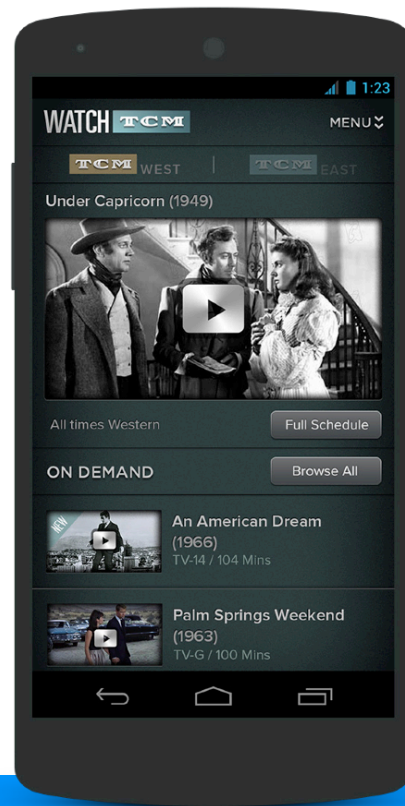 1:23
WATCH TCM
MENU
TCM WEST | TCM EAST
Under Capricorn (1949)
All times Western
Full Schedule
ON DEMAND
Browse All
NEW
An American Dream
(1966)
TV-14 / 104 Mins
Palm Springs Weekend
(1963)
TV-G / 100 Mins